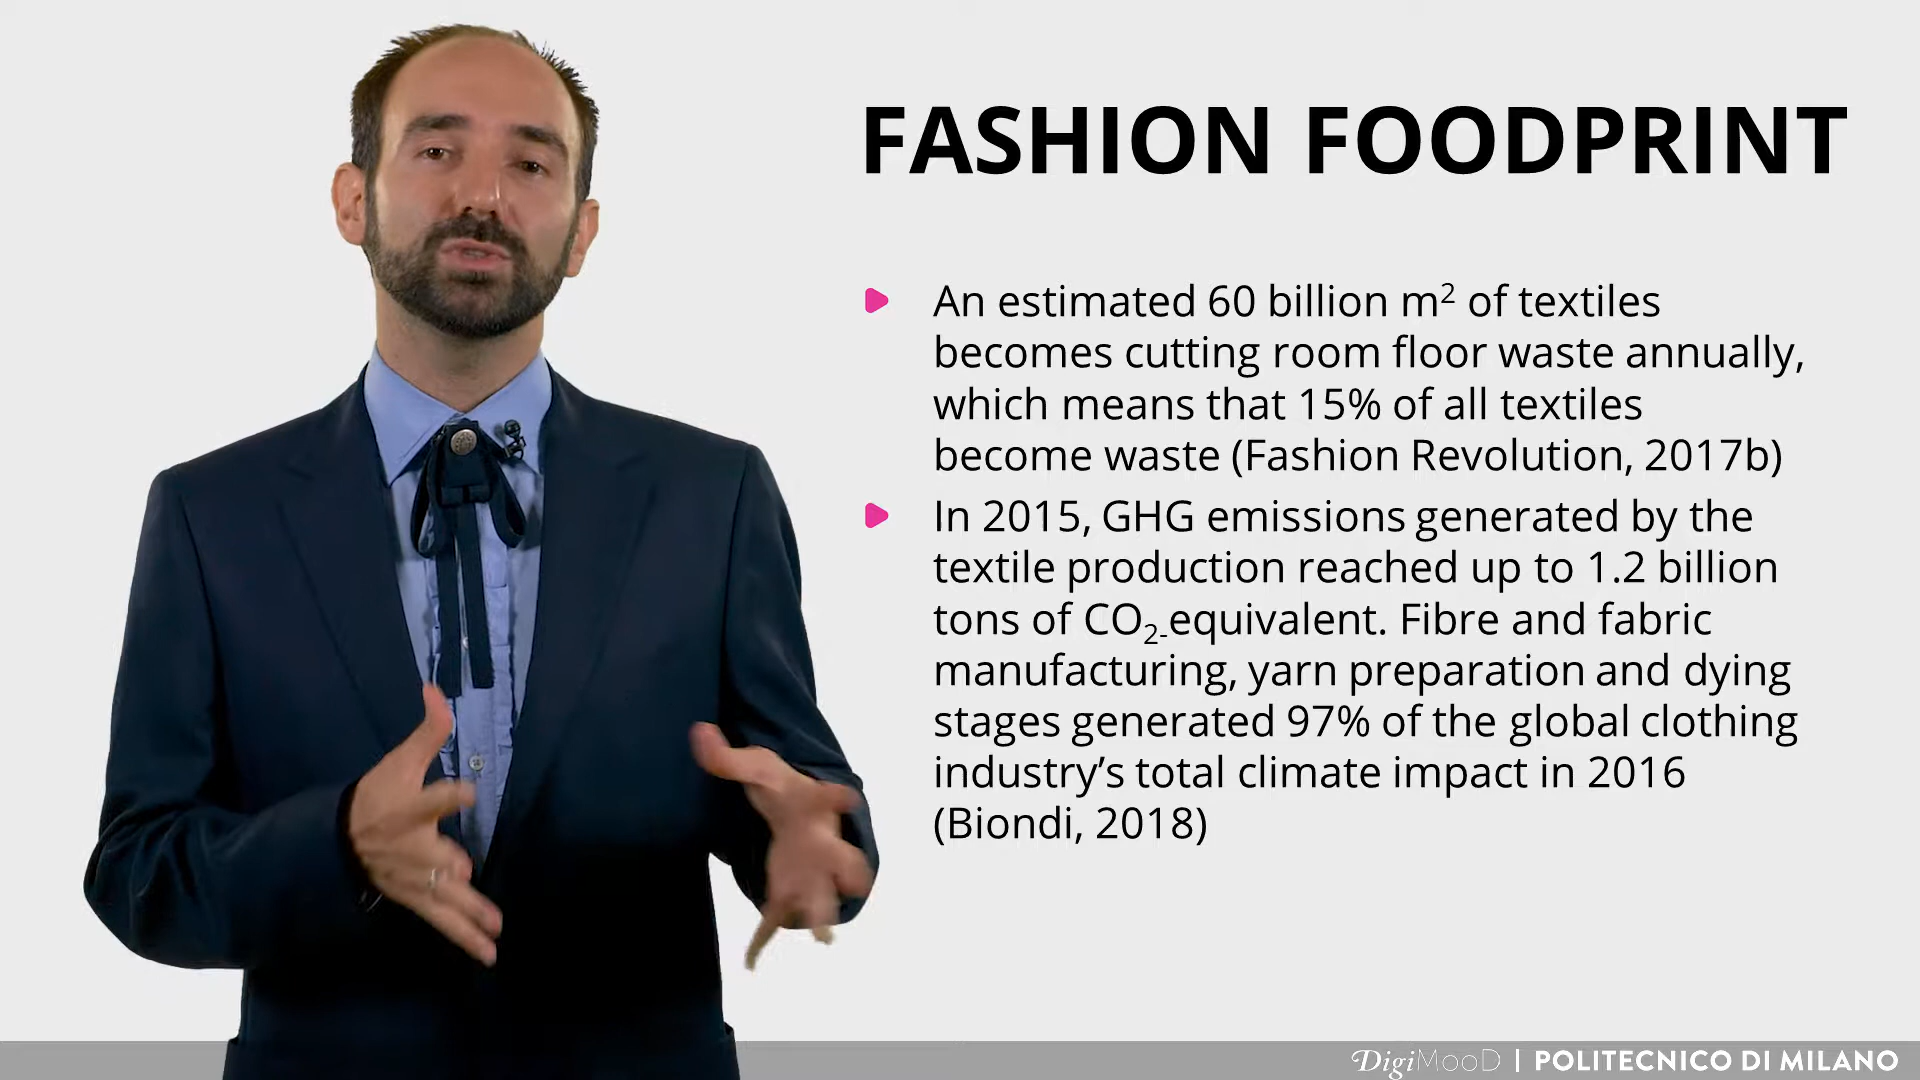 FASHION FOODPRINT
An estimated 60 billion m² of textiles
becomes cutting room floor waste annually,
which means that 15% of all textiles
become waste (Fashion Revolution, 2017b)
In 2015, GHG emissions generated by the
textile production reached up to 1.2 billion
tons of CO₂-equivalent. Fibre and fabric
manufacturing, yarn preparation and dying
stages generated 97% of the global clothing
industry’s total climate impact in 2016
(Biondi, 2018)
DigiMooD | POLITECNICO DI MILANO